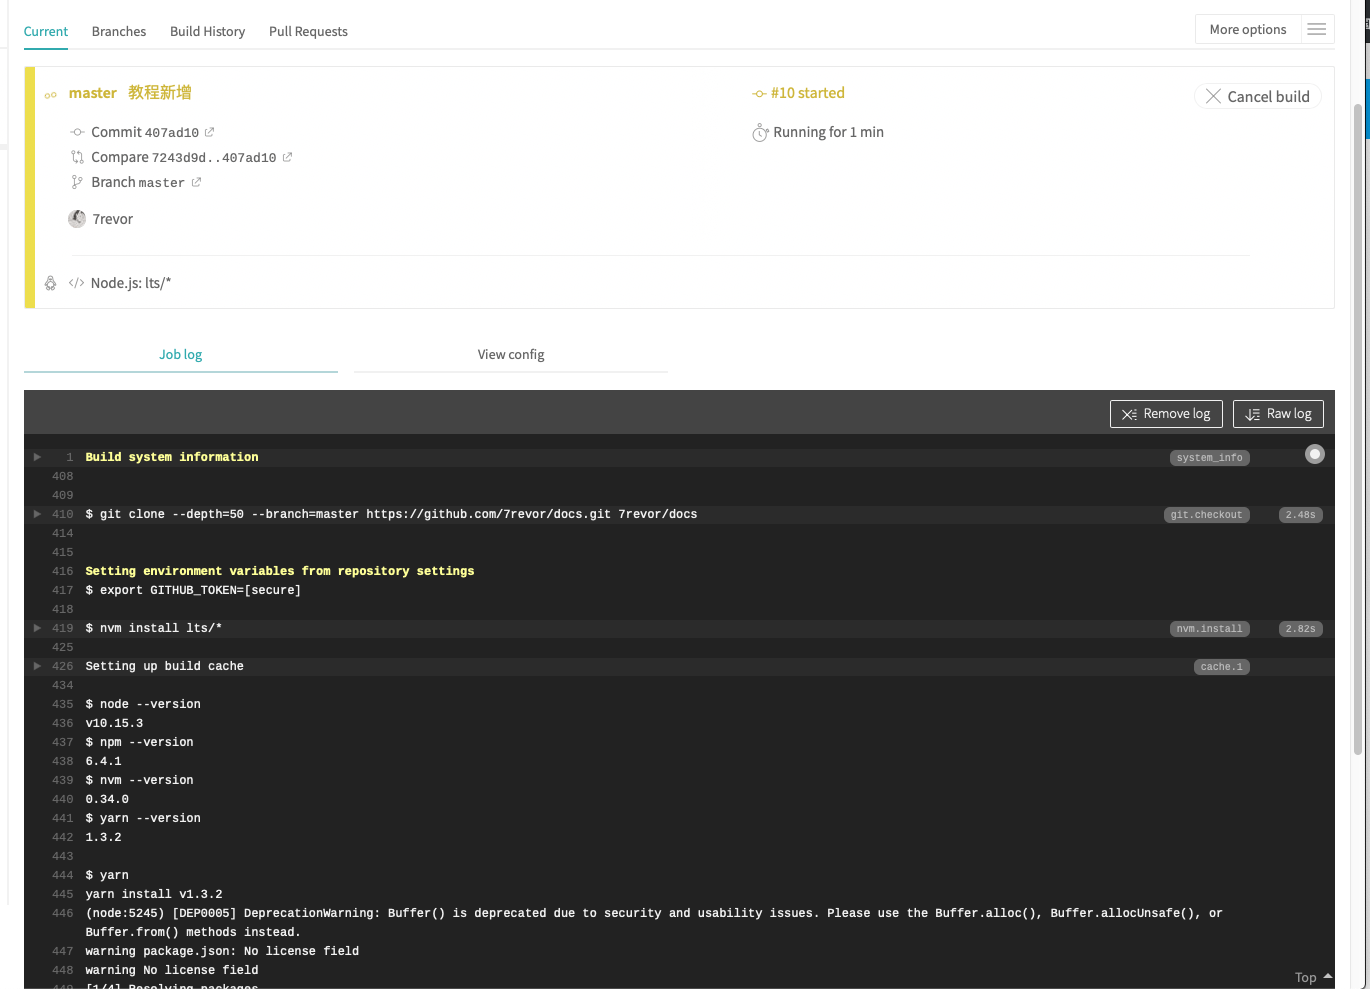 Current Branches Build History Pull Requests More options
master 教程新增 #10 started Cancel build
Commit 407ad10 Running for 1 min
Compare 7243d9d..407ad10
Branch master
7revor
</> Node.js: lts/*
Job log View config
Remove log Raw log
1 Build system information system_info
408
409
410 $ git clone --depth=50 --branch=master https://github.com/7revor/docs.git 7revor/docs git.checkout 2.48s
414
415
416 Setting environment variables from repository settings
417 $ export GITHUB_TOKEN=[secure]
418
419 $ nvm install lts/* nvm.install 2.82s
425
426 Setting up build cache cache.1
434
435 $ node --version
436 v10.15.3
437 $ npm --version
438 6.4.1
439 $ nvm --version
440 0.34.0
441 $ yarn --version
442 1.3.2
443
444 $ yarn
445 yarn install v1.3.2
446 (node:5245) [DEP0005] DeprecationWarning: Buffer() is deprecated due to security and usability issues. Please use the Buffer.alloc(), Buffer.allocUnsafe(), or
Buffer.from() methods instead.
447 warning package.json: No license field
448 warning No license field
449 [1/4] Resolving packages
Top